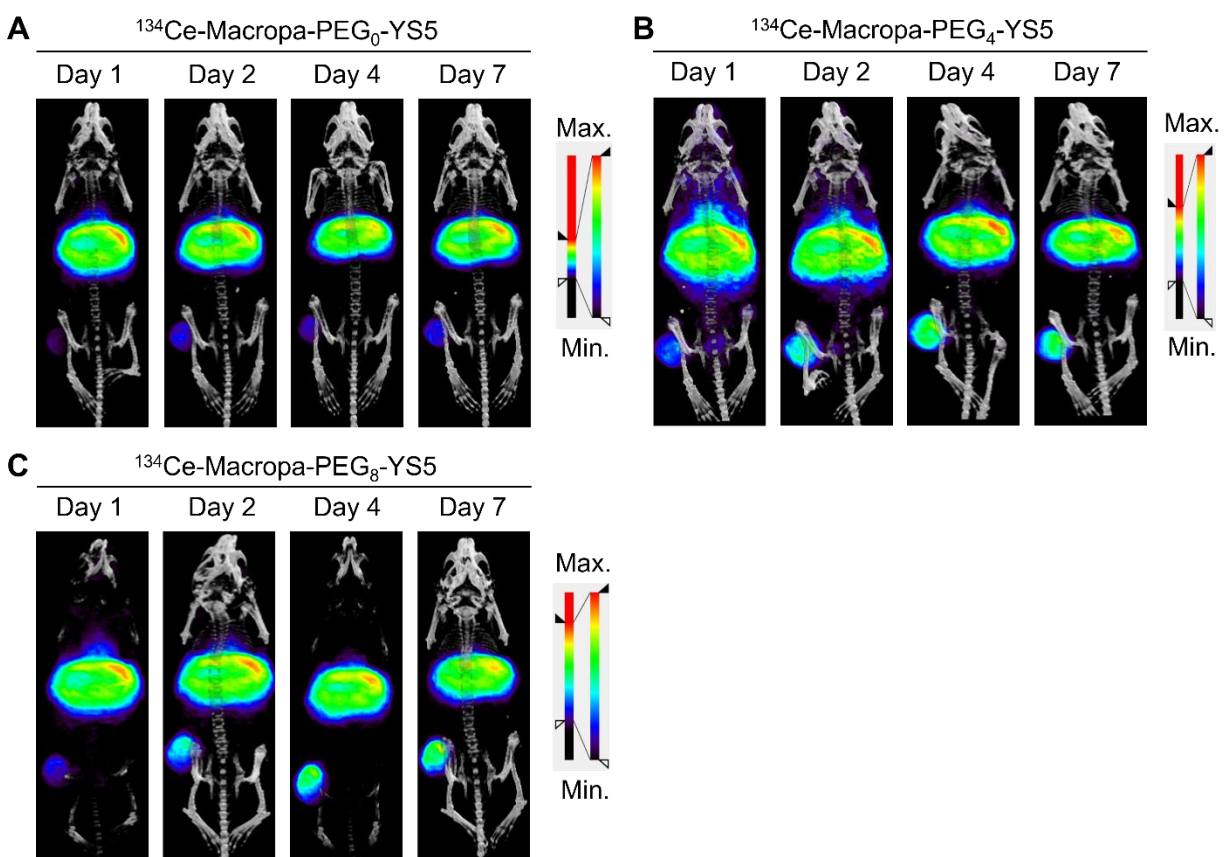 A
¹³⁴Ce-Macropa-PEG₀-YS5
Day 1 Day 2 Day 4 Day 7
Max.
Min.
B
¹³⁴Ce-Macropa-PEG₄-YS5
Day 1 Day 2 Day 4 Day 7
Max.
Min.
C
¹³⁴Ce-Macropa-PEG₈-YS5
Day 1 Day 2 Day 4 Day 7
Max.
Min.